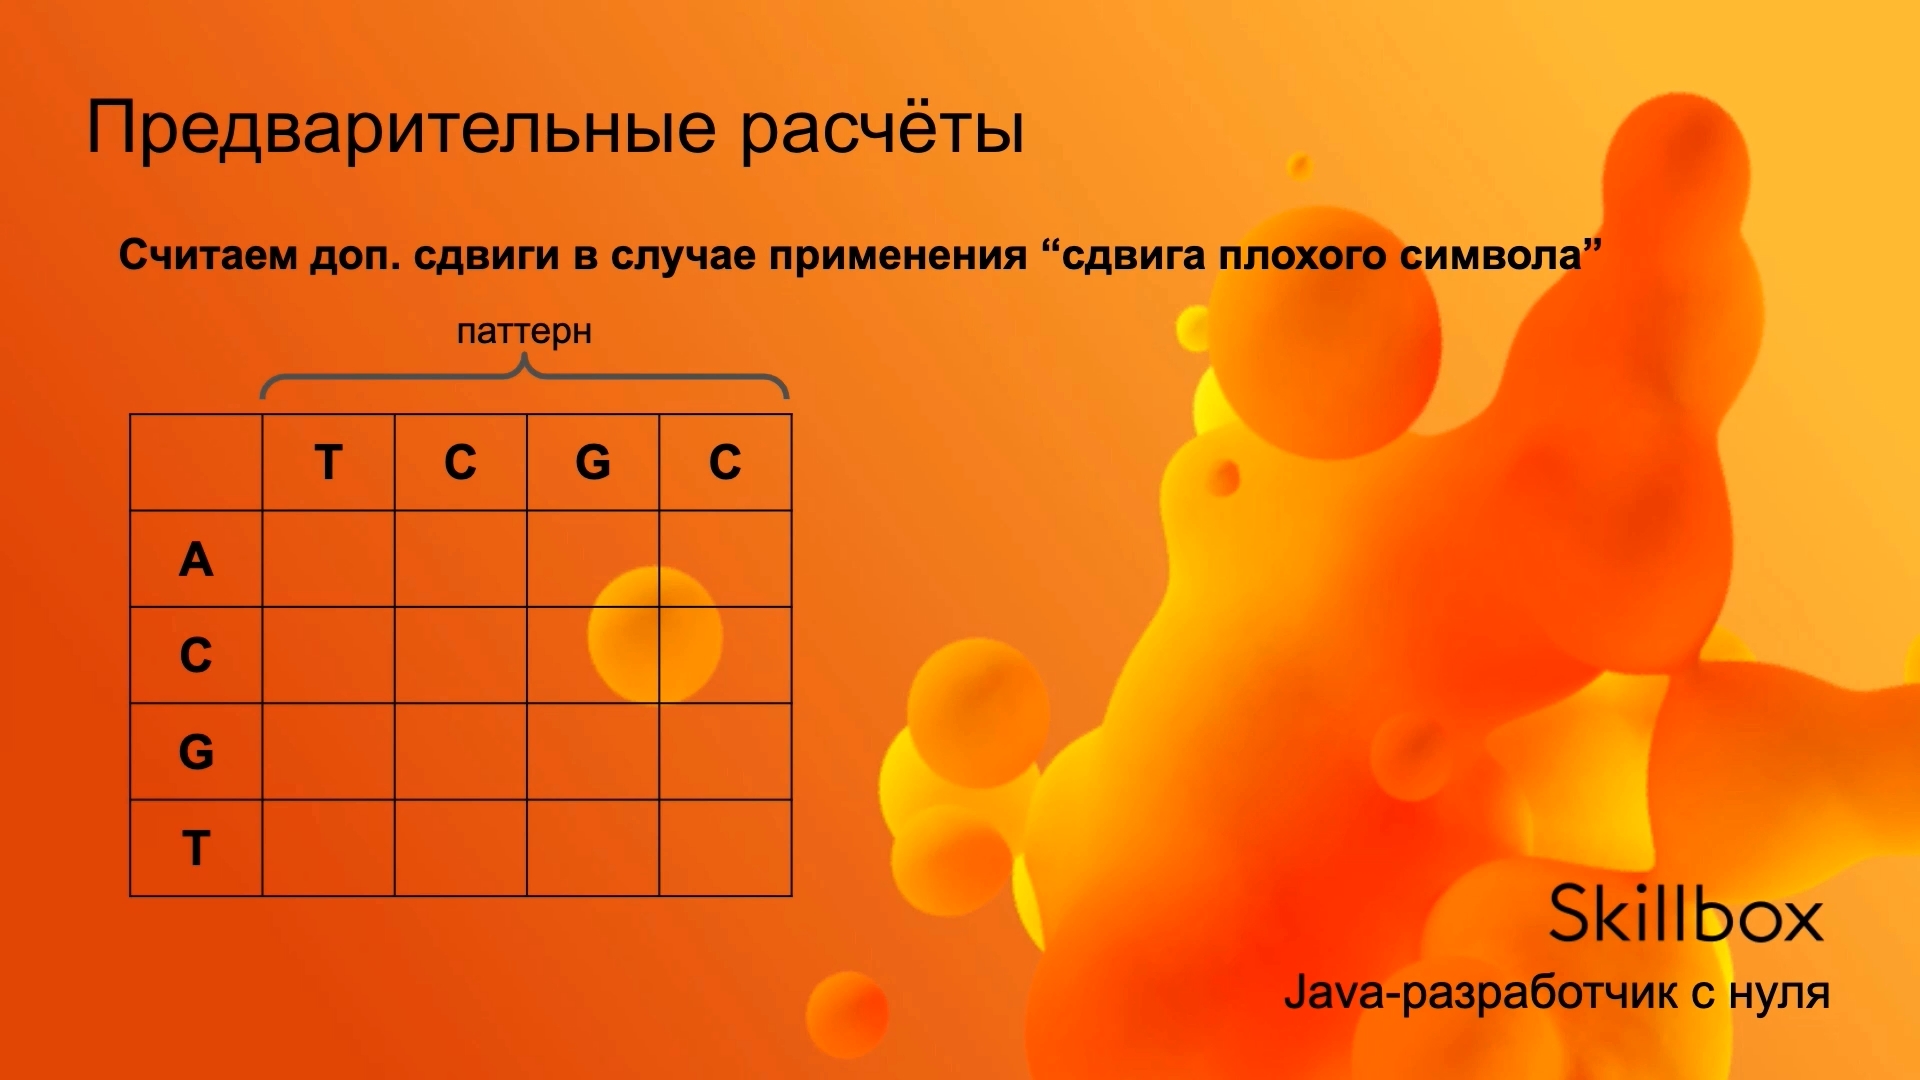 Предварительные расчёты
Считаем доп. сдвиги в случае применения “сдвига плохого символа”
паттерн
T C G C
A
C
G
T
Skillbox
Java-разработчик с нуля